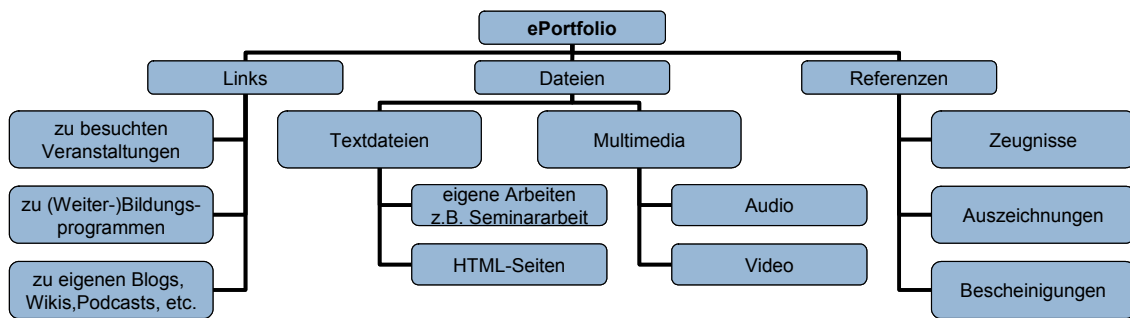 ePortfolio
Links
Dateien
Referenzen
zu besuchten
Veranstaltungen
zu (Weiter-)Bildungs-
programmen
zu eigenen Blogs,
Wikis,Podcasts, etc.
Textdateien
Multimedia
eigene Arbeiten
z.B. Seminararbeit
HTML-Seiten
Audio
Video
Zeugnisse
Auszeichnungen
Bescheinigungen